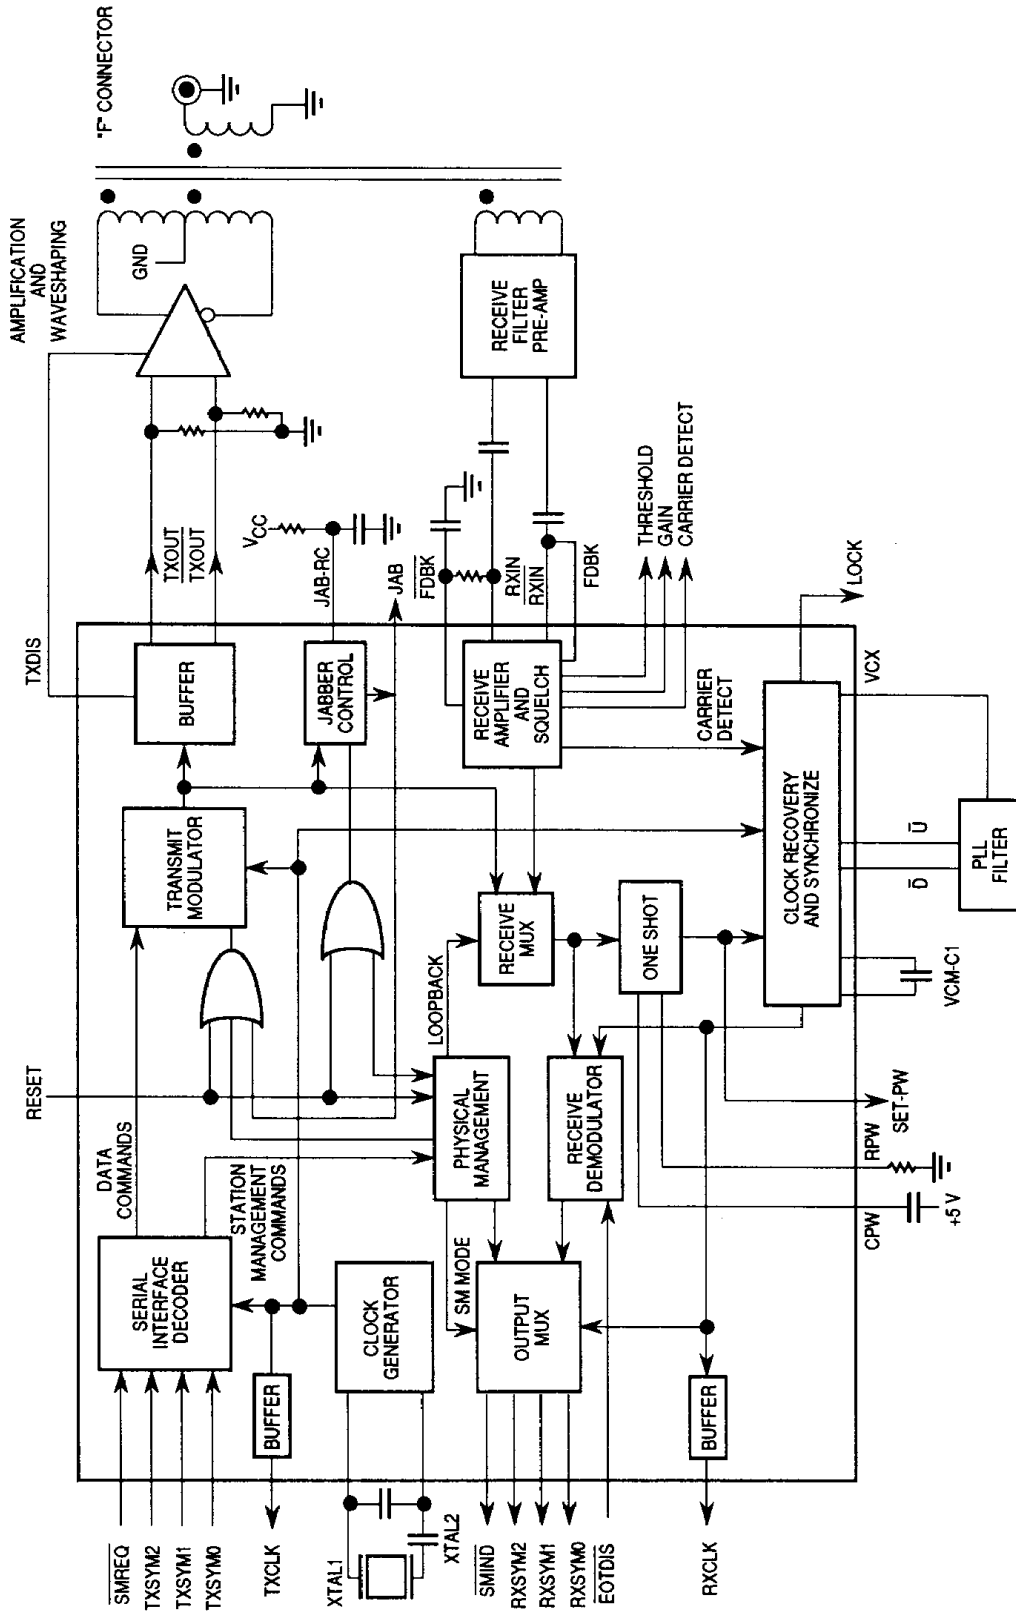 "F" CONNECTOR
AMPLIFICATION
AND
WAVESHAPING
GND
TXDIS
TXOUT
TXOUT
VCC
JAB-RC
JAB
FDBK
RXIN
RXIN
FDBK
RECEIVE
FILTER
PRE-AMP
THRESHOLD
GAIN
CARRIER DETECT
LOCK
BUFFER
JABBER
CONTROL
RECEIVE
AMPLIFIER
AND
SQUELCH
CARRIER
DETECT
VCX
TRANSMIT
MODULATOR
RECEIVE
MUX
LOOPBACK
ONE SHOT
CLOCK RECOVERY
AND SYNCHRONIZE
U̅
D̅
PLL
FILTER
VCM-C1
RESET
DATA
COMMANDS
STATION
MANAGEMENT
COMMANDS
PHYSICAL
MANAGEMENT
RECEIVE
DEMODULATOR
SET-PW
RPW
CPW
+5 V
SERIAL
INTERFACE
DECODER
CLOCK
GENERATOR
SM MODE
OUTPUT
MUX
BUFFER
BUFFER
SMREQ
TXSYM2
TXSYM1
TXSYM0
TXCLK
XTAL1
XTAL2
SMIND
RXSYM2
RXSYM1
RXSYM0
EOTDIS
RXCLK